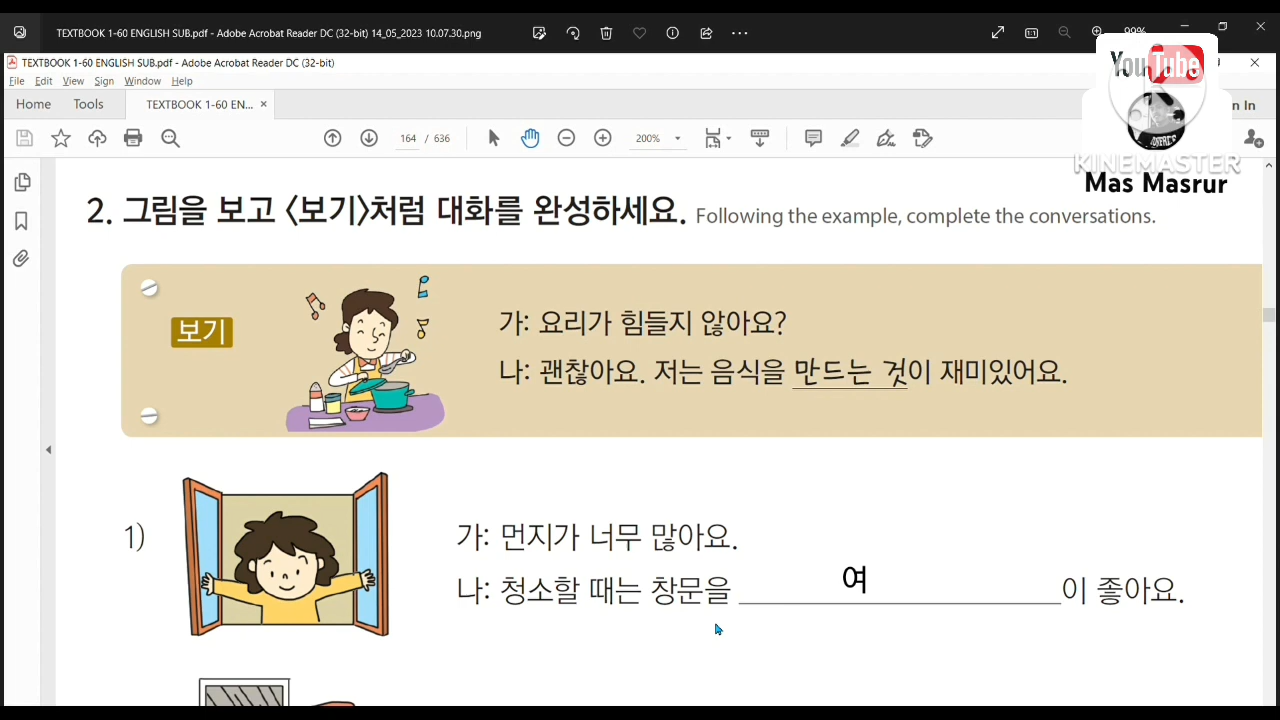 TEXTBOOK 1-60 ENGLISH SUB.pdf - Adobe Acrobat Reader DC (32-bit) 14_05_2023 10.07.30.png
TEXTBOOK 1-60 ENGLISH SUB.pdf - Adobe Acrobat Reader DC (32-bit)
File Edit View Sign Window Help
Home Tools TEXTBOOK 1-60 EN... × In
164 / 636 200%
YouTube
KINEMASTER
Mas Masrur
2. 그림을 보고 〈보기〉처럼 대화를 완성하세요. Following the example, complete the conversations.
보기
가: 요리가 힘들지 않아요?
나: 괜찮아요. 저는 음식을 만드는 것이 재미있어요.
1)
가: 먼지가 너무 많아요.
나: 청소할 때는 창문을 여이 좋아요.